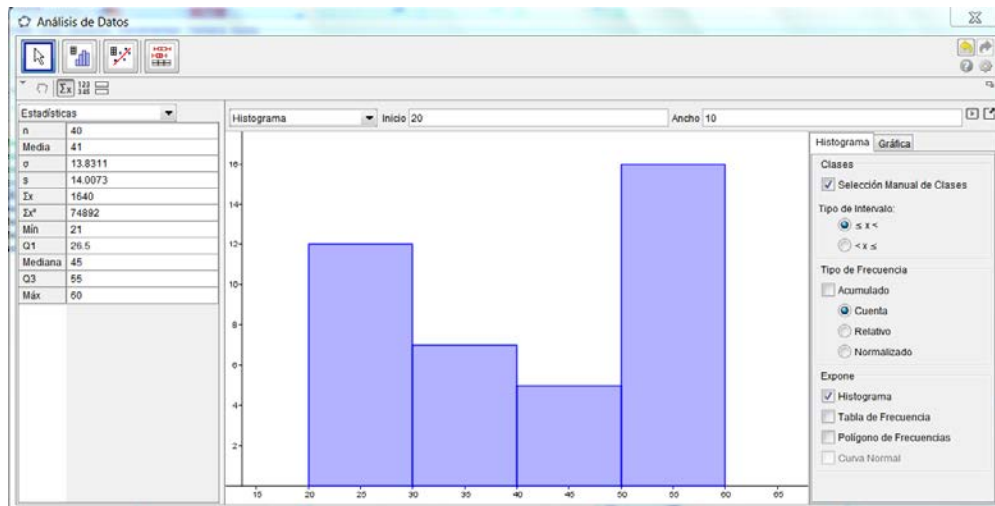 Análisis de Datos
Σx 123
345
Estadísticas
n 40
Media 41
σ 13.8311
s 14.0073
Σx 1640
Σx² 74892
Mín 21
Q1 26.5
Mediana 45
Q3 55
Máx 60
Histograma Inicio 20 Ancho 10
16
14
12
10
8
6
4
2
15 20 25 30 35 40 45 50 55 60 65
Histograma Gráfica
Clases
Selección Manual de Clases
Tipo de Intervalo:
≤ x <
< x ≤
Tipo de Frecuencia
Acumulado
Cuenta
Relativo
Normalizado
Expone
Histograma
Tabla de Frecuencia
Polígono de Frecuencias
Curva Normal